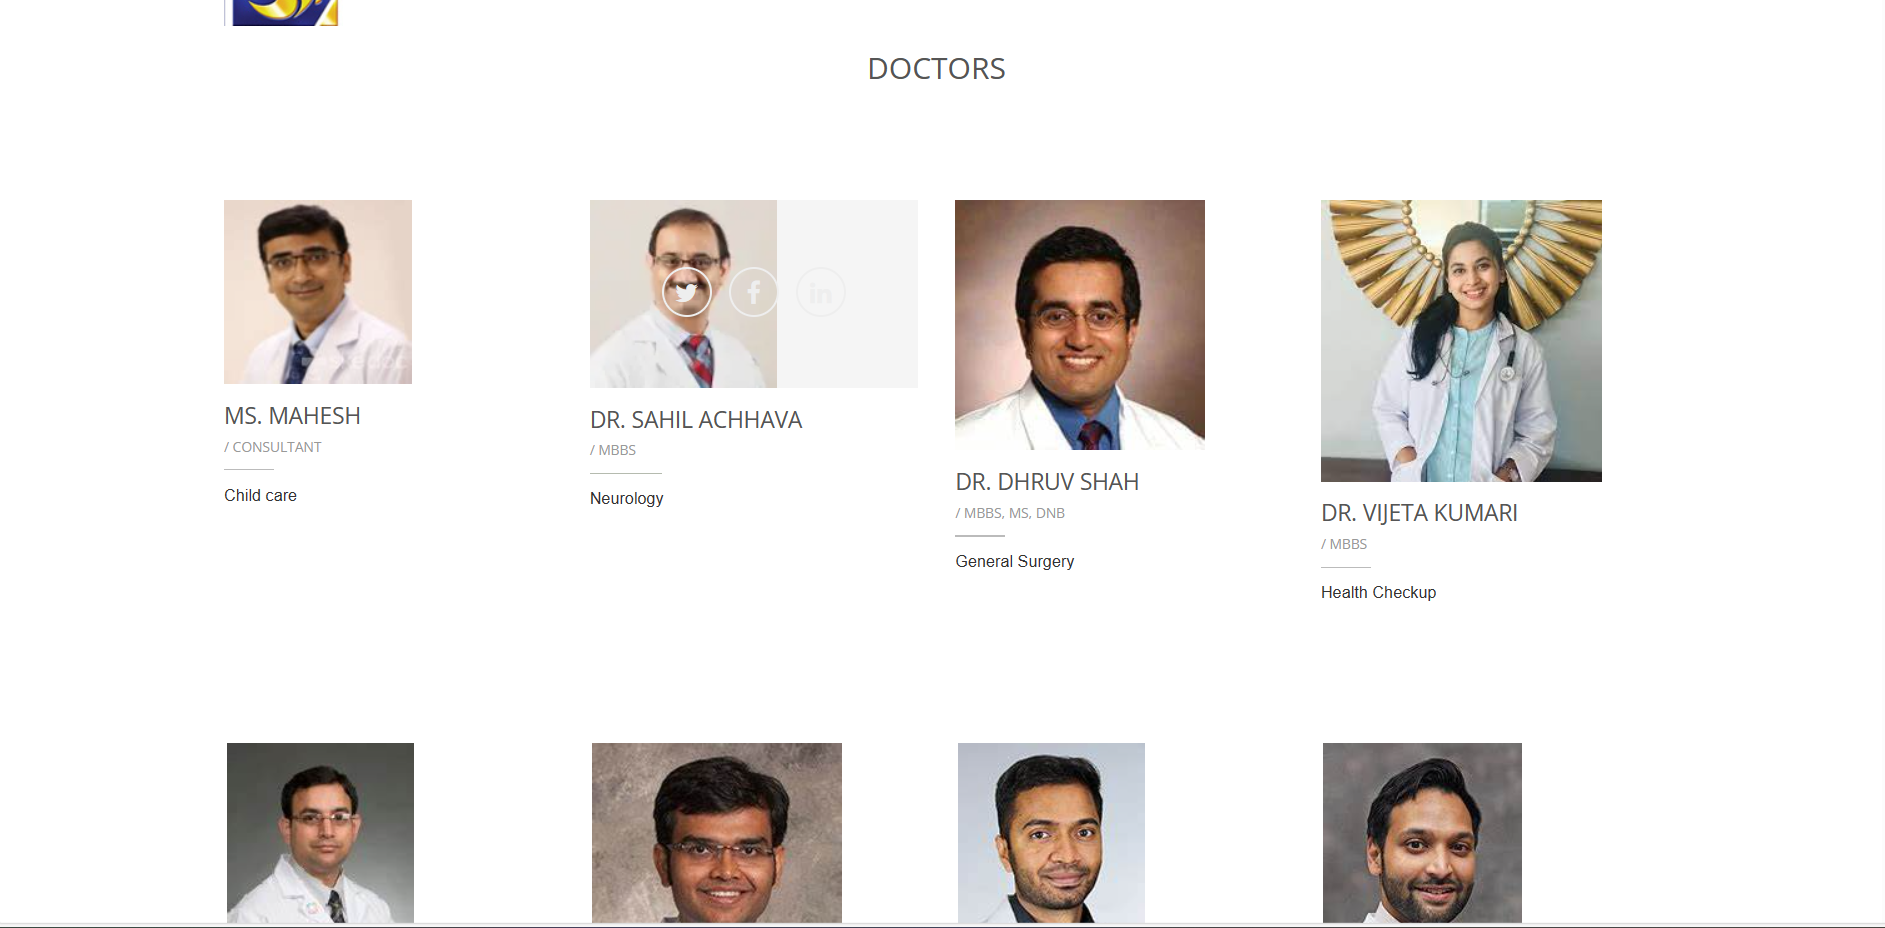 DOCTORS
MS. MAHESH
/ CONSULTANT
Child care
DR. SAHIL ACHHAVA
/ MBBS
Neurology
DR. DHRUV SHAH
/ MBBS, MS, DNB
General Surgery
DR. VIJETA KUMARI
/ MBBS
Health Checkup